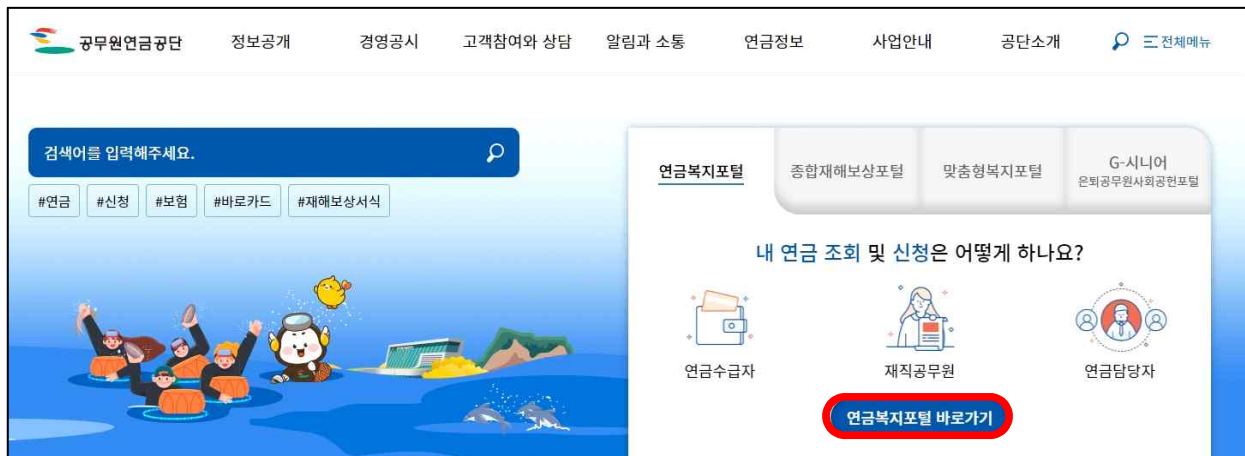 공무원연금공단 정보공개 경영공시 고객참여와 상담 알림과 소통 연금정보 사업안내 공단소개 전체메뉴
검색어를 입력해주세요.
#연금 #신청 #보험 #바로카드 #재해보상서식
연금복지포털 종합재해보상포털 맞춤형복지포털 G-시니어
은퇴공무원사회공헌포털
내 연금 조회 및 신청은 어떻게 하나요?
연금수급자 재직공무원 연금담당자
연금복지포털 바로가기